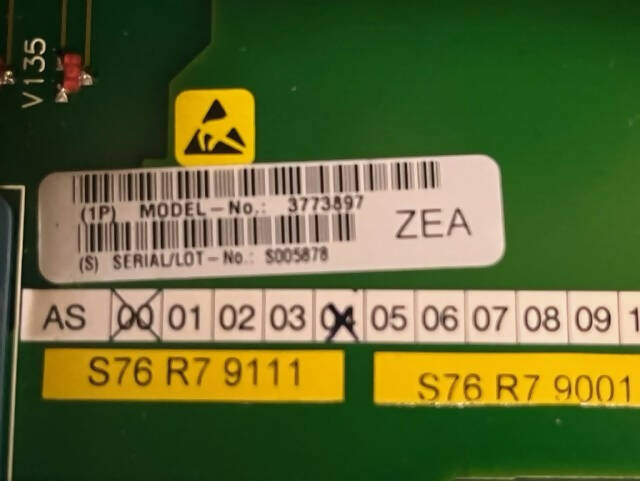 V135
(1P) MODEL-No.: 3773897
ZEA
(S) SERIAL/LOT-No.: S005878
AS 00 01 02 03 04 05 06 07 08 09 1
S76 R7 9111
S76 R7 9001